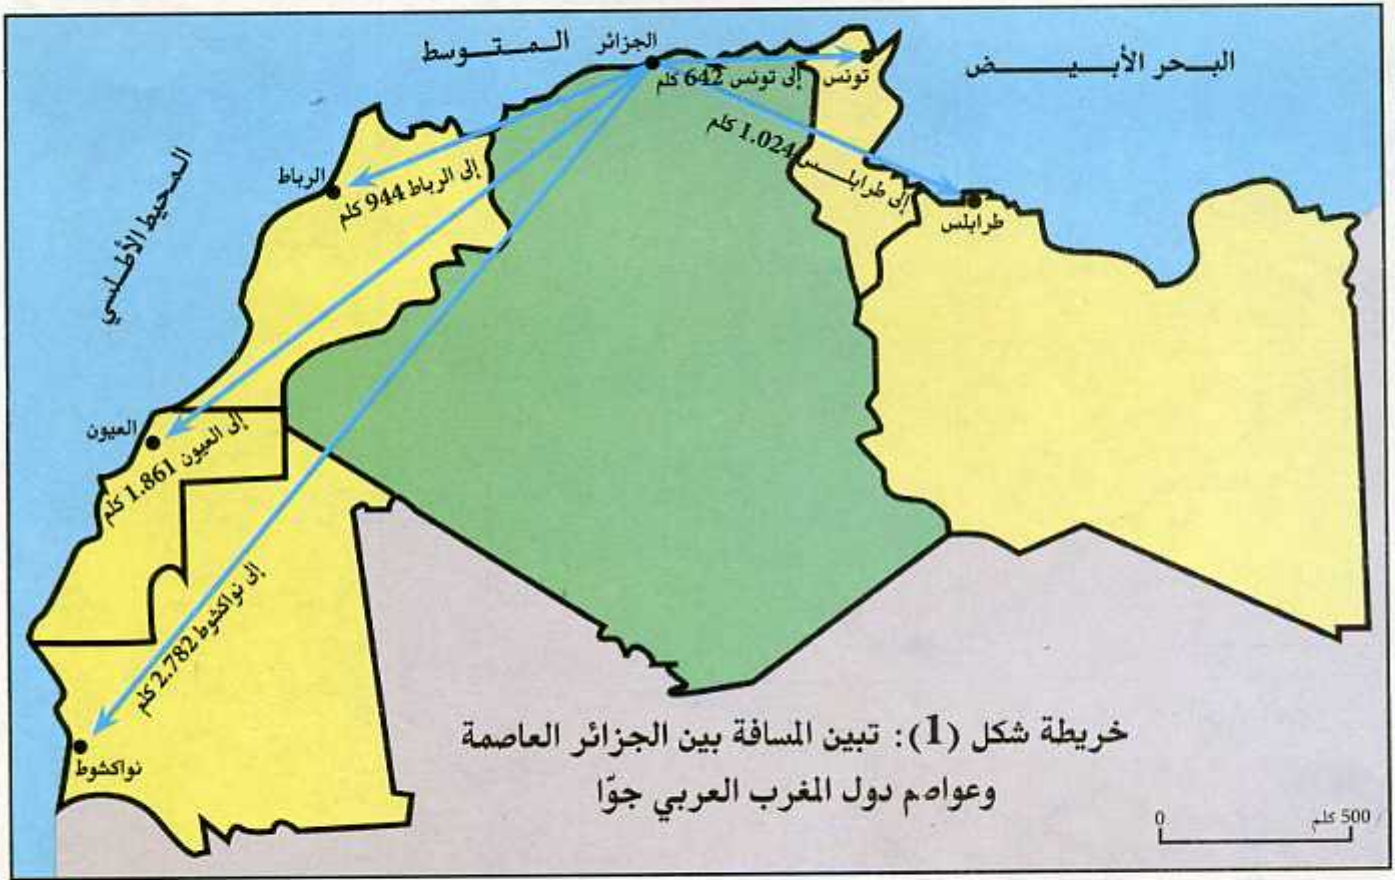 البحر الأبيض
المتوسط
الجزائر
تونس
إلى تونس 642 كلم
إلى طرابلس 1.024 كلم
طرابلس
إلى الرباط 944 كلم
الرباط
المحيط الأطلسي
العيون
إلى العيون 1.861 كلم
إلى نواكشوط 2.782 كلم
نواكشوط
خريطة شكل (1): تبين المسافة بين الجزائر العاصمة
وعواصم دول المغرب العربي جوّا
0 500 كلم